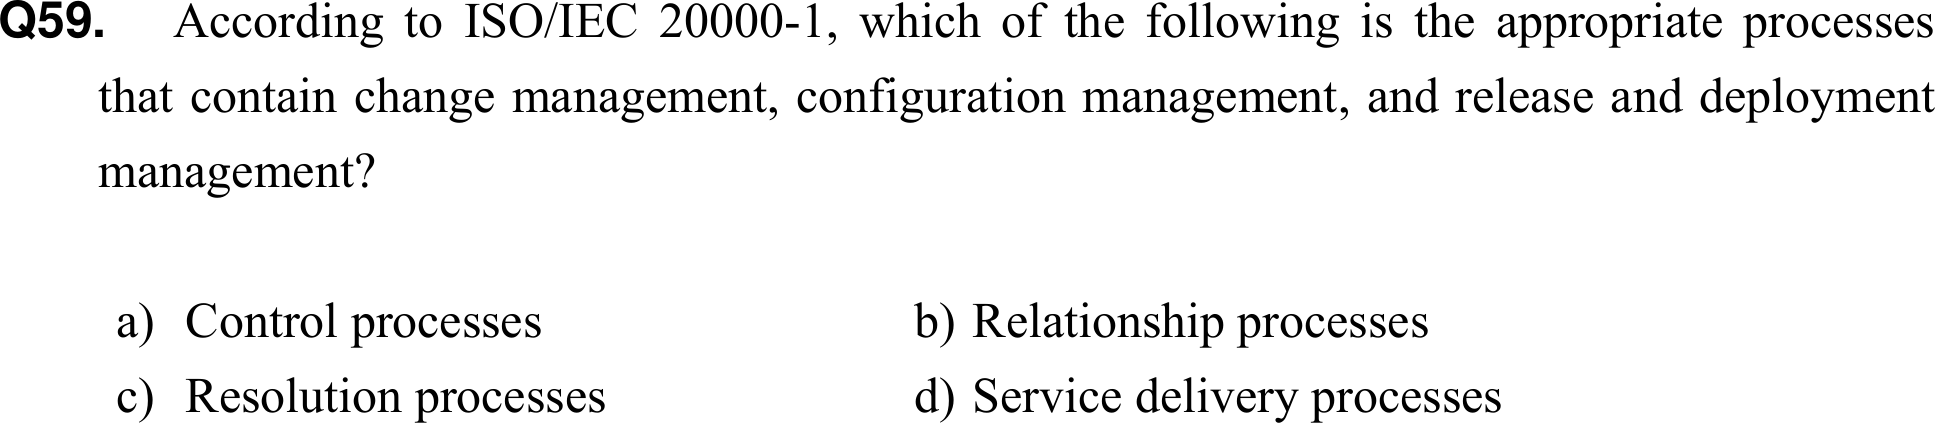 Q59. According to ISO/IEC 20000-1, which of the following is the appropriate processes
that contain change management, configuration management, and release and deployment
management?
a) Control processes b) Relationship processes
c) Resolution processes d) Service delivery processes